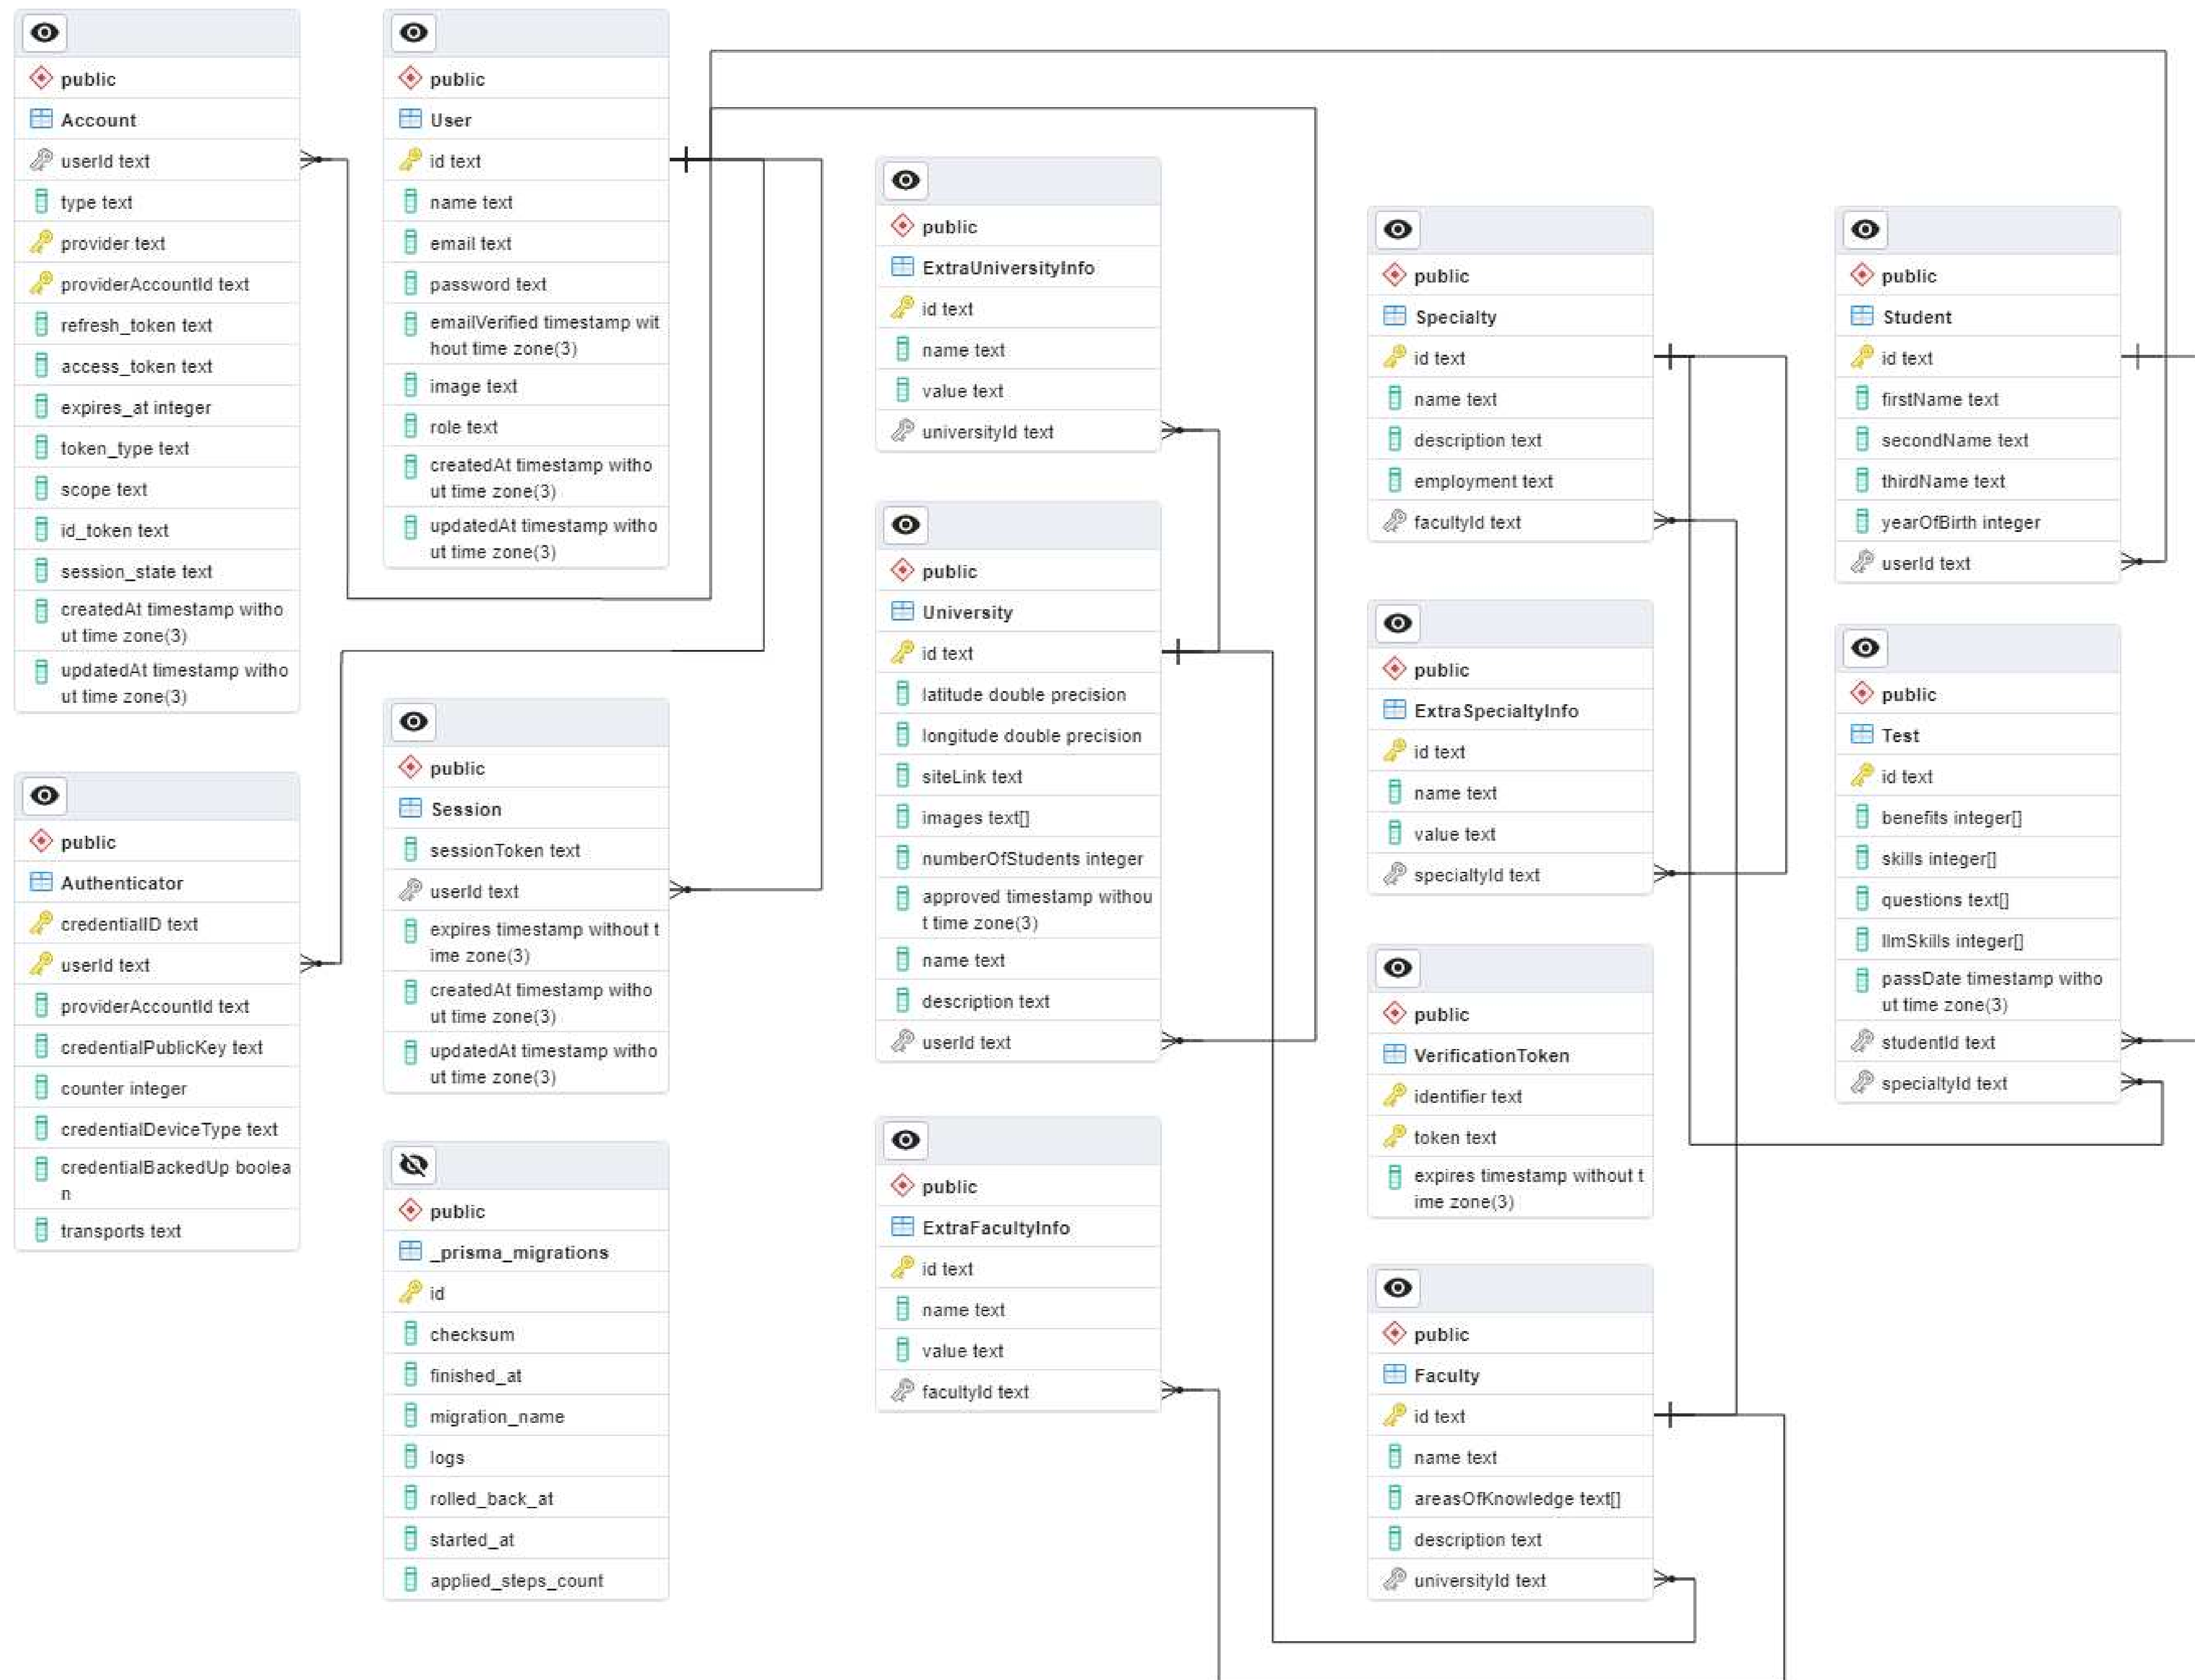 public
Account
userId text
type text
provider text
providerAccountId text
refresh_token text
access_token text
expires_at integer
token_type text
scope text
id_token text
session_state text
createdAt timestamp witho
ut time zone(3)
updatedAt timestamp witho
ut time zone(3)
public
Authenticator
credentialID text
userId text
providerAccountId text
credentialPublicKey text
counter integer
credentialDeviceType text
credentialBackedUp boolea
n
transports text
public
User
id text
name text
email text
password text
emailVerified timestamp wit
hout time zone(3)
image text
role text
createdAt timestamp witho
ut time zone(3)
updatedAt timestamp witho
ut time zone(3)
public
Session
sessionToken text
userId text
expires timestamp without t
ime zone(3)
createdAt timestamp witho
ut time zone(3)
updatedAt timestamp witho
ut time zone(3)
public
_prisma_migrations
id
checksum
finished_at
migration_name
logs
rolled_back_at
started_at
applied_steps_count
public
ExtraUniversityInfo
id text
name text
value text
universityId text
public
University
id text
latitude double precision
longitude double precision
siteLink text
images text[]
numberOfStudents integer
approved timestamp withou
t time zone(3)
name text
description text
userId text
public
ExtraFacultyInfo
id text
name text
value text
facultyId text
public
Specialty
id text
name text
description text
employment text
facultyId text
public
ExtraSpecialtyInfo
id text
name text
value text
specialtyId text
public
VerificationToken
identifier text
token text
expires timestamp without t
ime zone(3)
public
Faculty
id text
name text
areasOfKnowledge text[]
description text
universityId text
public
Student
id text
firstName text
secondName text
thirdName text
yearOfBirth integer
userId text
public
Test
id text
benefits integer[]
skills integer[]
questions text[]
llmSkills integer[]
passDate timestamp witho
ut time zone(3)
studentId text
specialtyId text